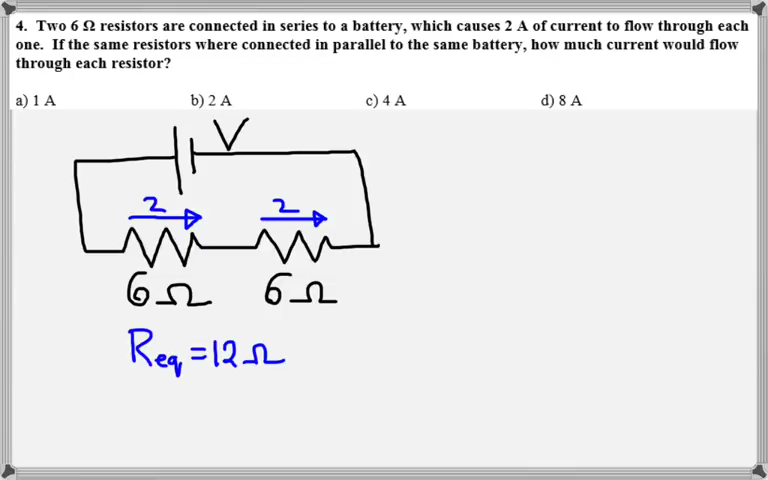 4. Two 6 Ω resistors are connected in series to a battery, which causes 2 A of current to flow through each
one. If the same resistors where connected in parallel to the same battery, how much current would flow
through each resistor?
a) 1 A b) 2 A c) 4 A d) 8 A
V
2 2
6Ω 6Ω
Req = 12Ω